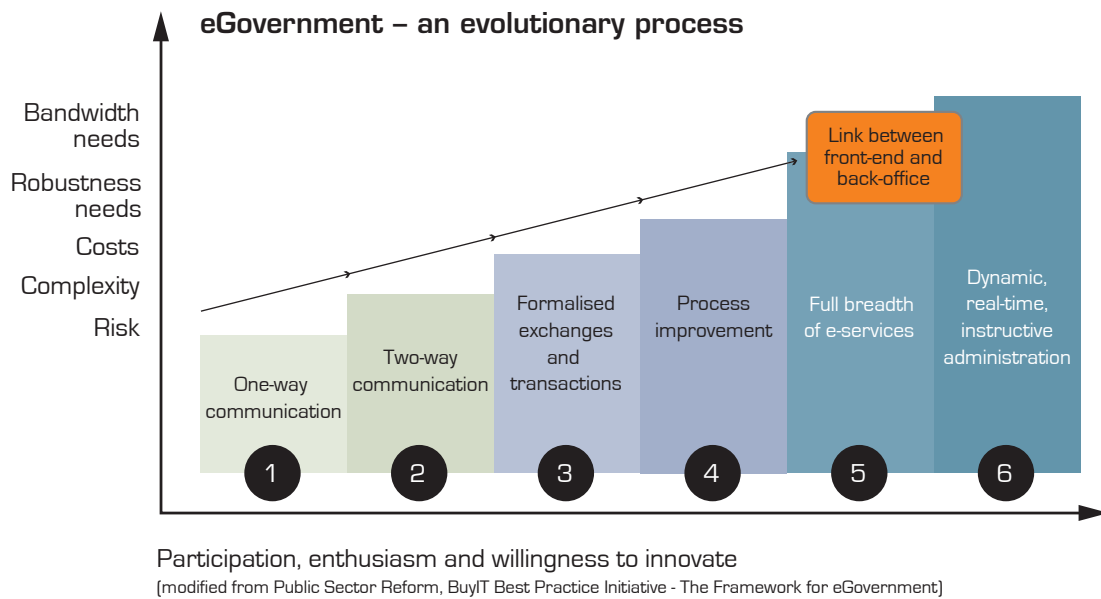 eGovernment – an evolutionary process
Bandwidth
needs
Robustness
needs
Costs
Complexity
Risk
Link between
front-end and
back-office
One-way
communication
Two-way
communication
Formalised
exchanges
and
transactions
Process
improvement
Full breadth
of e-services
Dynamic,
real-time,
instructive
administration
1
2
3
4
5
6
Participation, enthusiasm and willingness to innovate
(modified from Public Sector Reform, BuyIT Best Practice Initiative - The Framework for eGovernment)